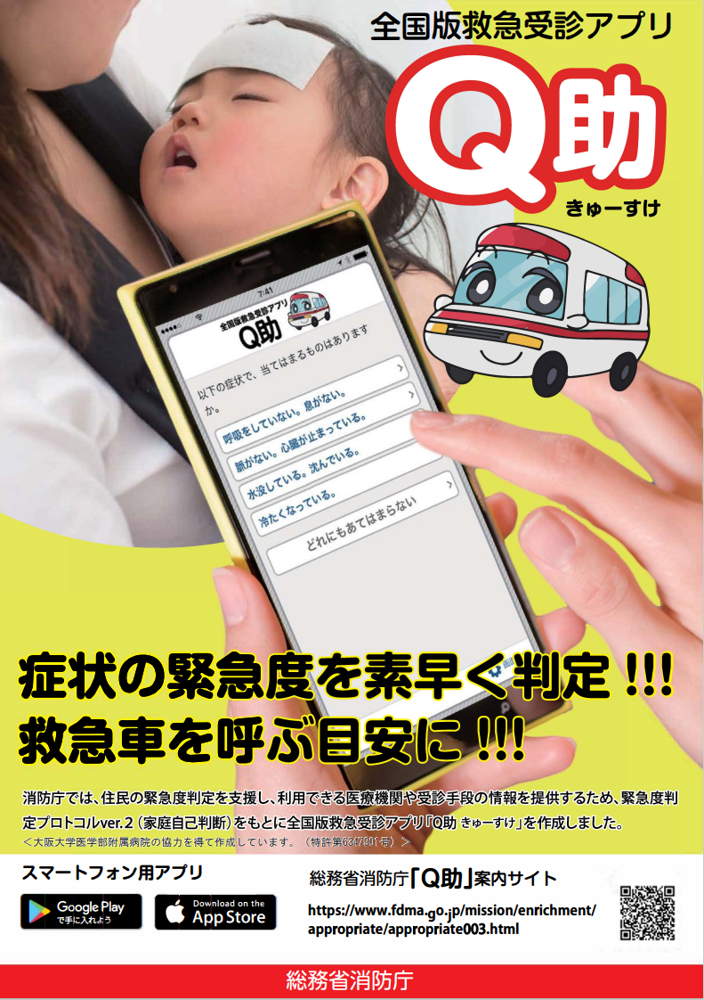 全国版救急受診アプリ
Q助
きゅーすけ
7:41
全国版救急受診アプリ
Q助
以下の症状で、当てはまるものはあります
か。
呼吸をしていない。息がない。
脈がない。心臓が止まっている。
水没している。沈んでいる。
冷たくなっている。
どれにもあてはまらない
症状の緊急度を素早く判定!!!
救急車を呼ぶ目安に!!!
消防庁では、住民の緊急度判定を支援し、利用できる医療機関や受診手段の情報を提供するため、緊急度判
定プロトコルver.2(家庭自己判断)をもとに全国版救急受診アプリ「Q助 きゅーすけ」を作成しました。
<大阪大学医学部附属病院の協力を得て作成しています。(特許第6347901号)>
スマートフォン用アプリ
Google Play
で手に入れよう
Download on the
App Store
総務省消防庁「Q助」案内サイト
https://www.fdma.go.jp/mission/enrichment/
appropriate/appropriate003.html
総務省消防庁